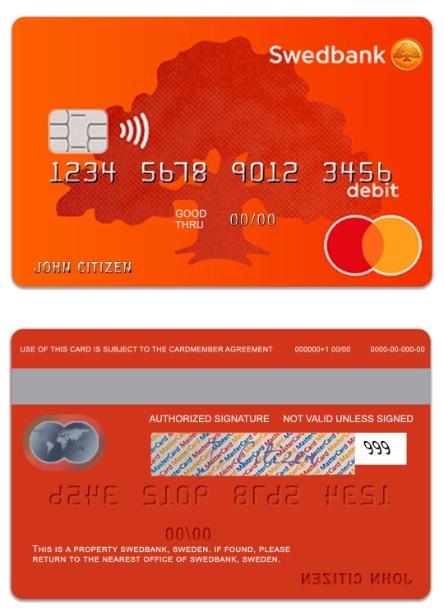 Swedbank
1234 5678 9012 3456
debit
GOOD
THRU 00/00
JOHN CITIZEN
USE OF THIS CARD IS SUBJECT TO THE CARDMEMBER AGREEMENT 000000+1 00/00 0000-00-000-00
AUTHORIZED SIGNATURE NOT VALID UNLESS SIGNED
MasterCard MasterCard MasterCard
999
1234 5678 9012 3456
00/00
THIS IS A PROPERTY SWEDBANK, SWEDEN. IF FOUND, PLEASE
RETURN TO THE NEAREST OFFICE OF SWEDBANK, SWEDEN.
JOHN CITIZEN